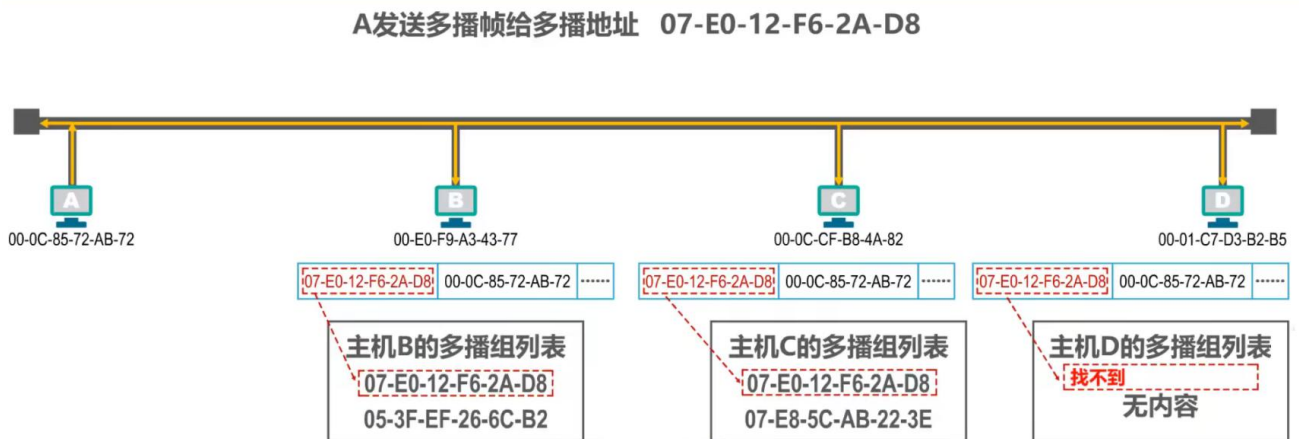 A发送多播帧给多播地址 07-E0-12-F6-2A-D8
A
B
C
D
00-0C-85-72-AB-72
00-E0-F9-A3-43-77
00-0C-CF-B8-4A-82
00-01-C7-D3-B2-B5
07-E0-12-F6-2A-D8 00-0C-85-72-AB-72 ······
07-E0-12-F6-2A-D8 00-0C-85-72-AB-72 ······
07-E0-12-F6-2A-D8 00-0C-85-72-AB-72 ······
主机B的多播组列表
07-E0-12-F6-2A-D8
05-3F-EF-26-6C-B2
主机C的多播组列表
07-E0-12-F6-2A-D8
07-E8-5C-AB-22-3E
主机D的多播组列表
找不到
无内容